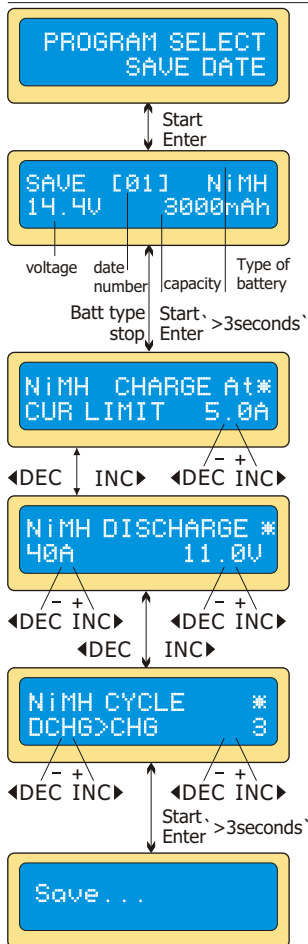 PROGRAM SELECT
SAVE DATE
Start
Enter
SAVE [01] NiMH
14.4V 3000mAh
voltage date number capacity Type of battery
Batt type stop Start、Enter >3seconds、
NiMH CHARGE At*
CUR LIMIT 5.0A
◀DEC INC▶ - + ◀DEC INC▶
NiMH DISCHARGE *
40A 11.0V
- + - +
◀DEC INC▶ ◀DEC INC▶
◀DEC INC▶
NiMH CYCLE *
DCHG>CHG 3
- + - +
◀DEC INC▶ ◀DEC INC▶
Start、Enter >3seconds、
Save...